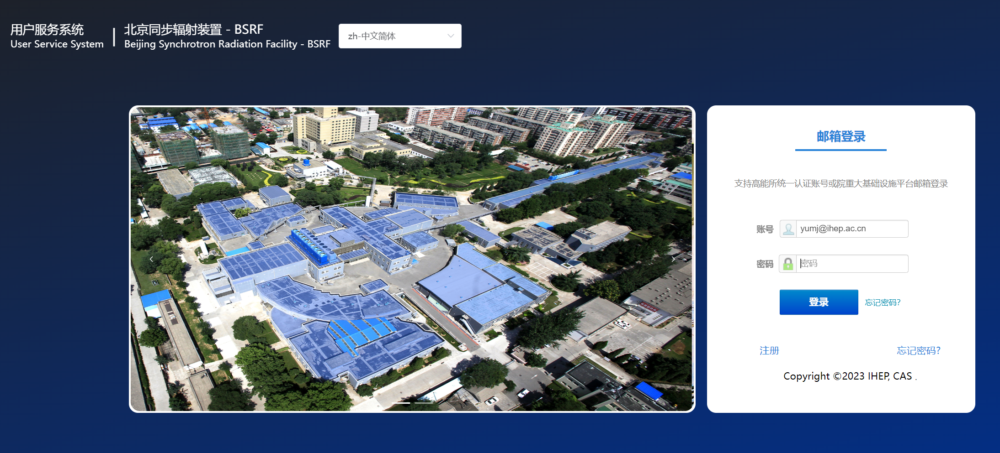 用户服务系统
User Service System
北京同步辐射装置 - BSRF
Beijing Synchrotron Radiation Facility - BSRF
zh-中文简体
邮箱登录
支持高能所统一认证账号或院重大基础设施平台邮箱登录
账号 yumj@ihep.ac.cn
密码 密码
登录 忘记密码?
注册 忘记密码?
Copyright ©2023 IHEP, CAS .